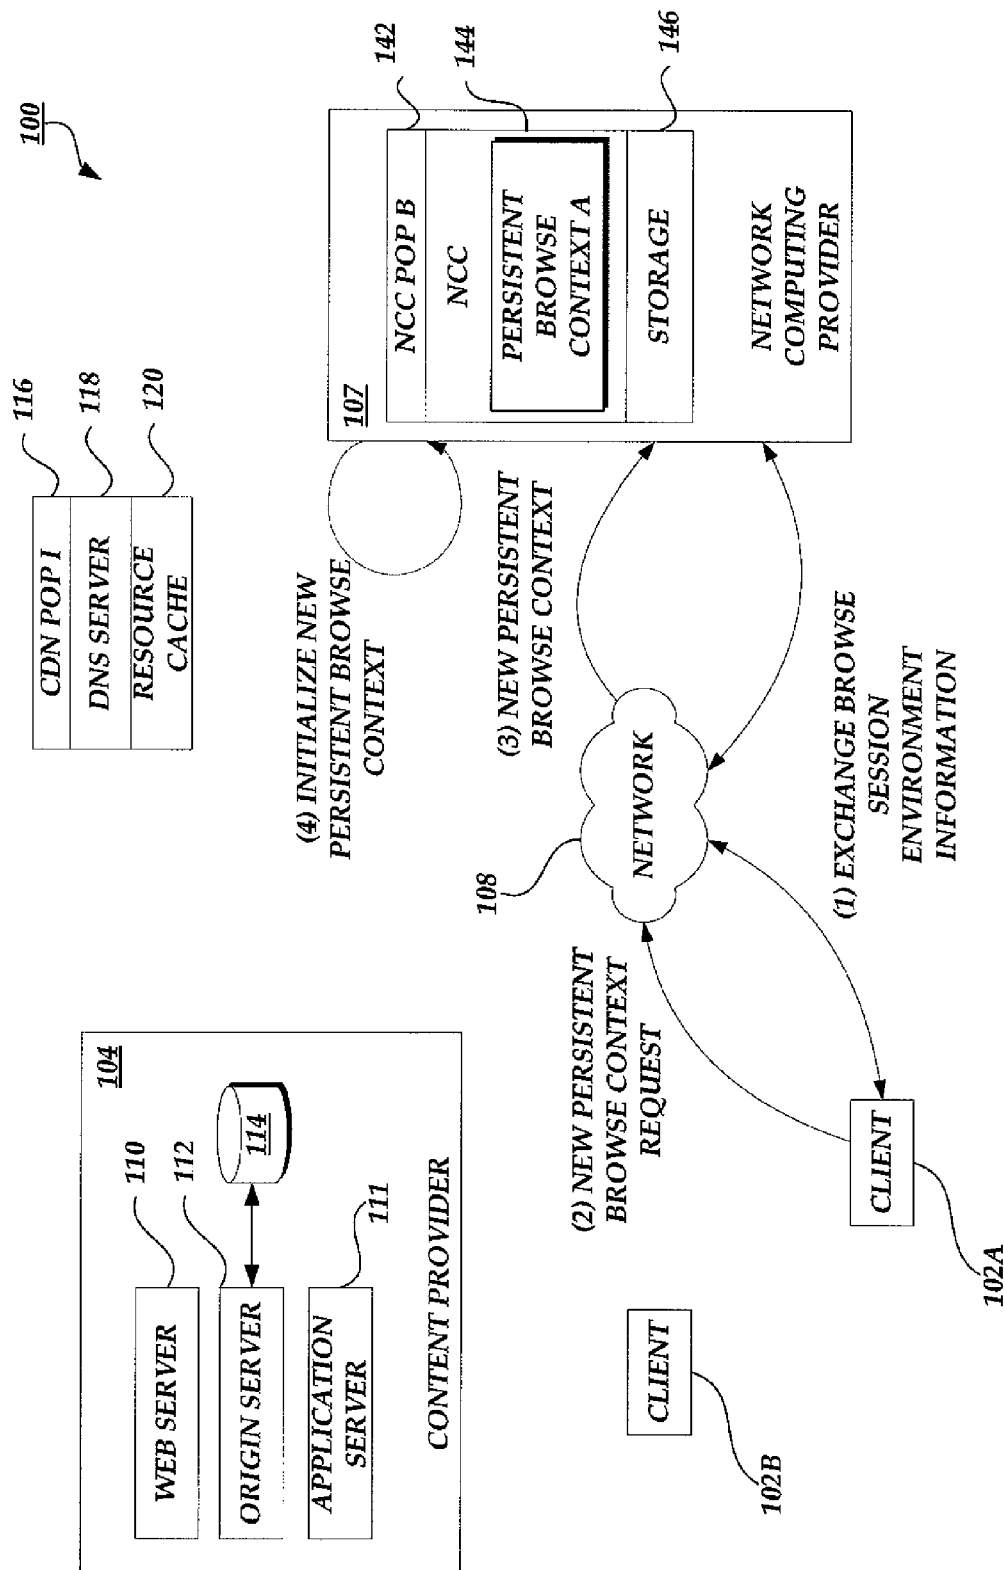 100
104
110
WEB SERVER
112
ORIGIN SERVER
114
111
APPLICATION
SERVER
CONTENT PROVIDER
116
CDN POP I
118
DNS SERVER
120
RESOURCE
CACHE
107
142
NCC POP B
144
NCC
PERSISTENT
BROWSE
CONTEXT A
146
STORAGE
NETWORK
COMPUTING
PROVIDER
(4) INITIALIZE NEW
PERSISTENT BROWSE
CONTEXT
(3) NEW PERSISTENT
BROWSE CONTEXT
108
NETWORK
(2) NEW PERSISTENT
BROWSE CONTEXT
REQUEST
(1) EXCHANGE BROWSE
SESSION
ENVIRONMENT
INFORMATION
CLIENT
102B
CLIENT
102A